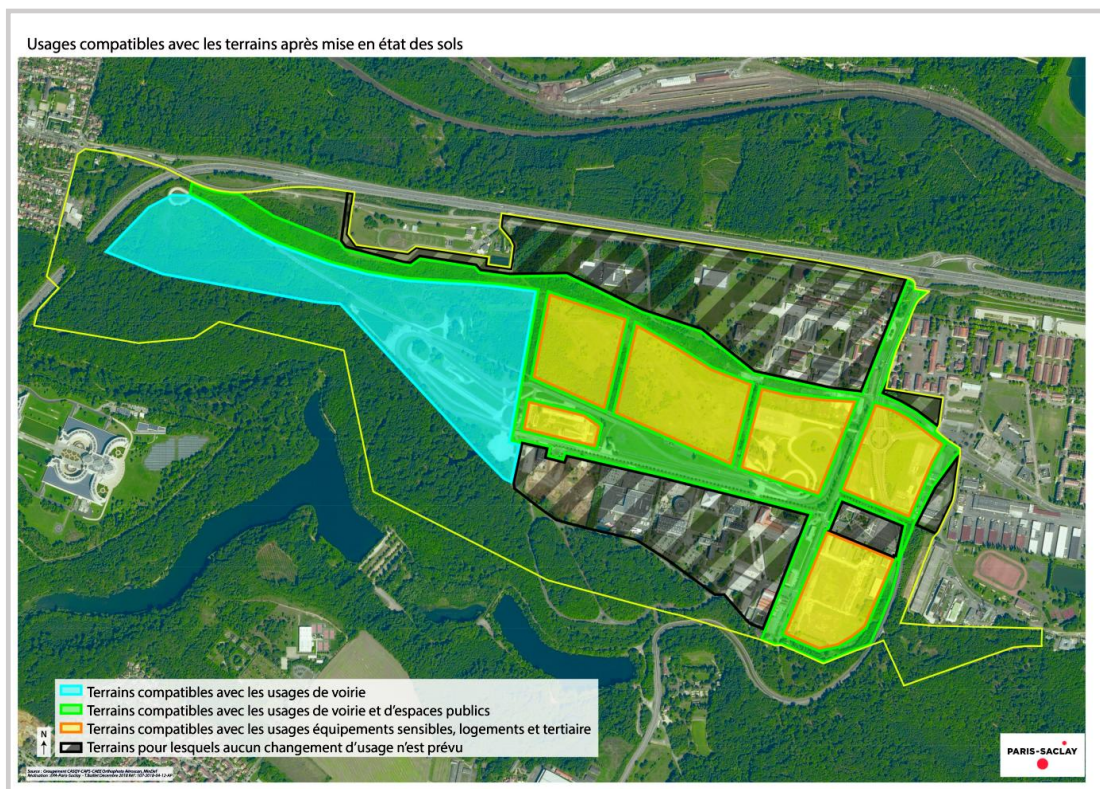 Usages compatibles avec les terrains après mise en état des sols
Terrains compatibles avec les usages de voirie
Terrains compatibles avec les usages de voirie et d'espaces publics
Terrains compatibles avec les usages équipements sensibles, logements et tertiaire
Terrains pour lesquels aucun changement d'usage n'est prévu
N
PARIS-SACLAY